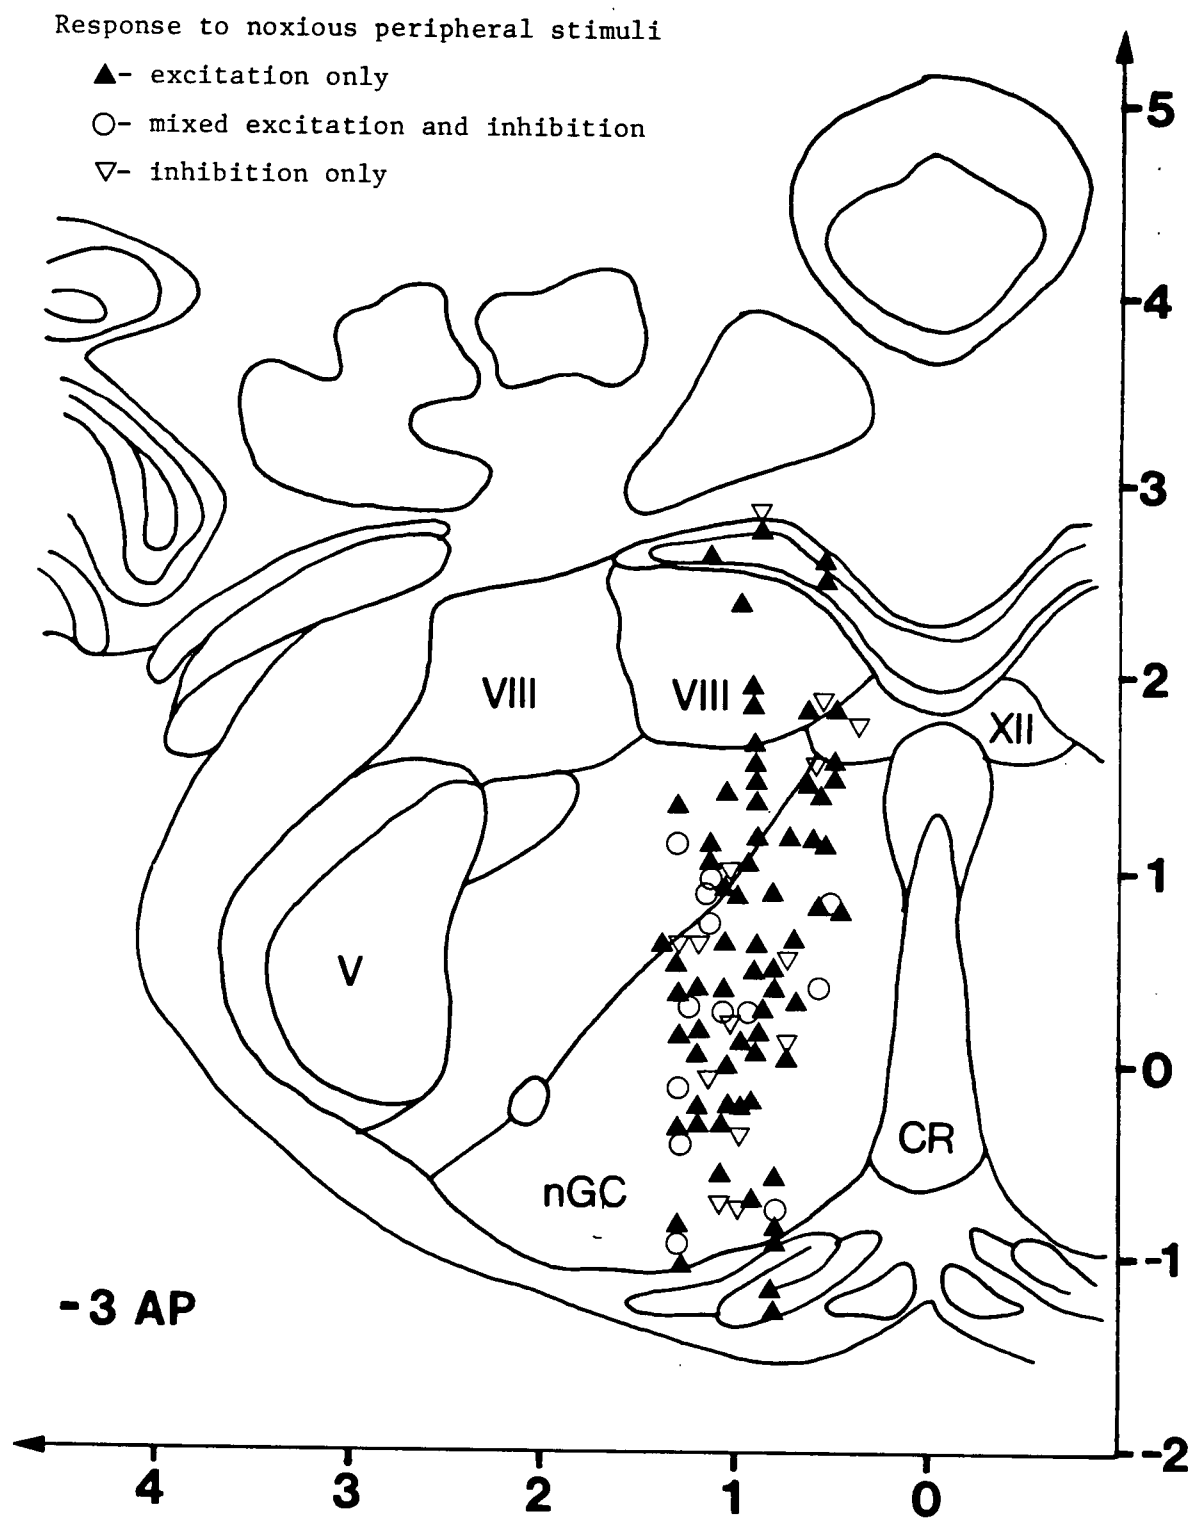 Response to noxious peripheral stimuli
▲- excitation only
○- mixed excitation and inhibition
▽- inhibition only
5
4
3
2
VIII
VIII
XII
1
V
0
CR
nGC
-1
-3 AP
-2
4
3
2
1
0